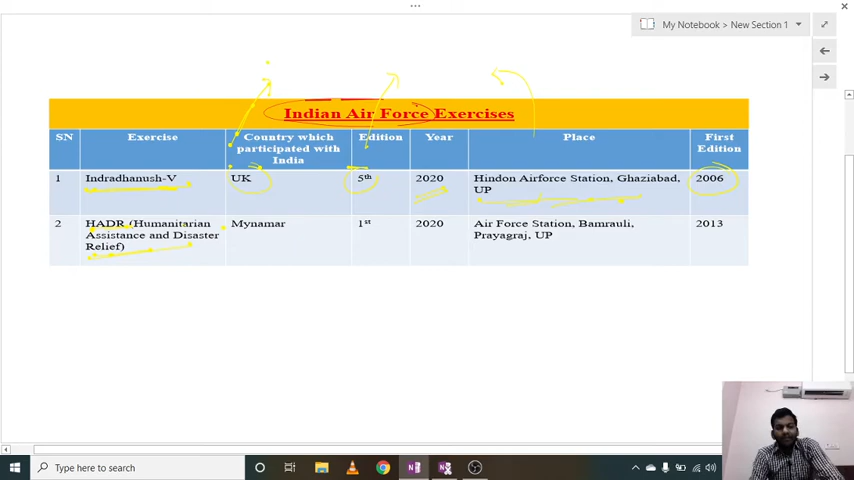 My Notebook > New Section 1
Indian Air Force Exercises
SN
Exercise
Country which
participated with
India
Edition
Year
Place
First
Edition
1
Indradhanush-V
UK
5th
2020
Hindon Airforce Station, Ghaziabad,
UP
2006
2
HADR (Humanitarian
Assistance and Disaster
Relief)
Mynamar
1st
2020
Air Force Station, Bamrauli,
Prayagraj, UP
2013
Type here to search